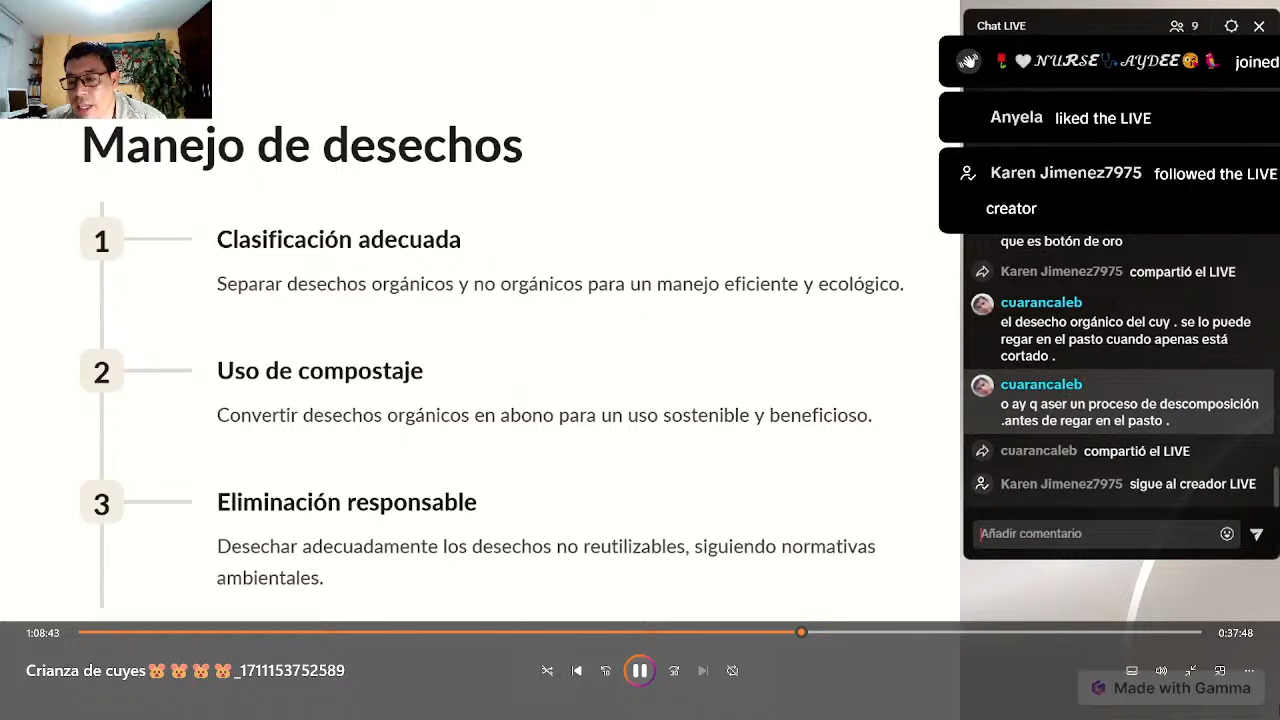 Manejo de desechos
1
Clasificación adecuada
Separar desechos orgánicos y no orgánicos para un manejo eficiente y ecológico.
2
Uso de compostaje
Convertir desechos orgánicos en abono para un uso sostenible y beneficioso.
3
Eliminación responsable
Desechar adecuadamente los desechos no reutilizables, siguiendo normativas
ambientales.
Chat LIVE
9
🌹🤍𝓝𝓤𝓡𝓢𝓔🩺𝓐𝓨𝓓𝓔𝓔😘🦜 joined
Anyela liked the LIVE
Karen Jimenez7975 followed the LIVE
creator
que es botón de oro
Karen Jimenez7975 compartió el LIVE
cuarancaleb
el desecho orgánico del cuy . se lo puede
regar en el pasto cuando apenas está
cortado .
cuarancaleb
o ay q aser un proceso de descomposición
.antes de regar en el pasto .
cuarancaleb compartió el LIVE
Karen Jimenez7975 sigue al creador LIVE
Añadir comentario
1:08:43
0:37:48
Crianza de cuyes🐹🐹🐹🐹_1711153752589
10
30
Made with Gamma